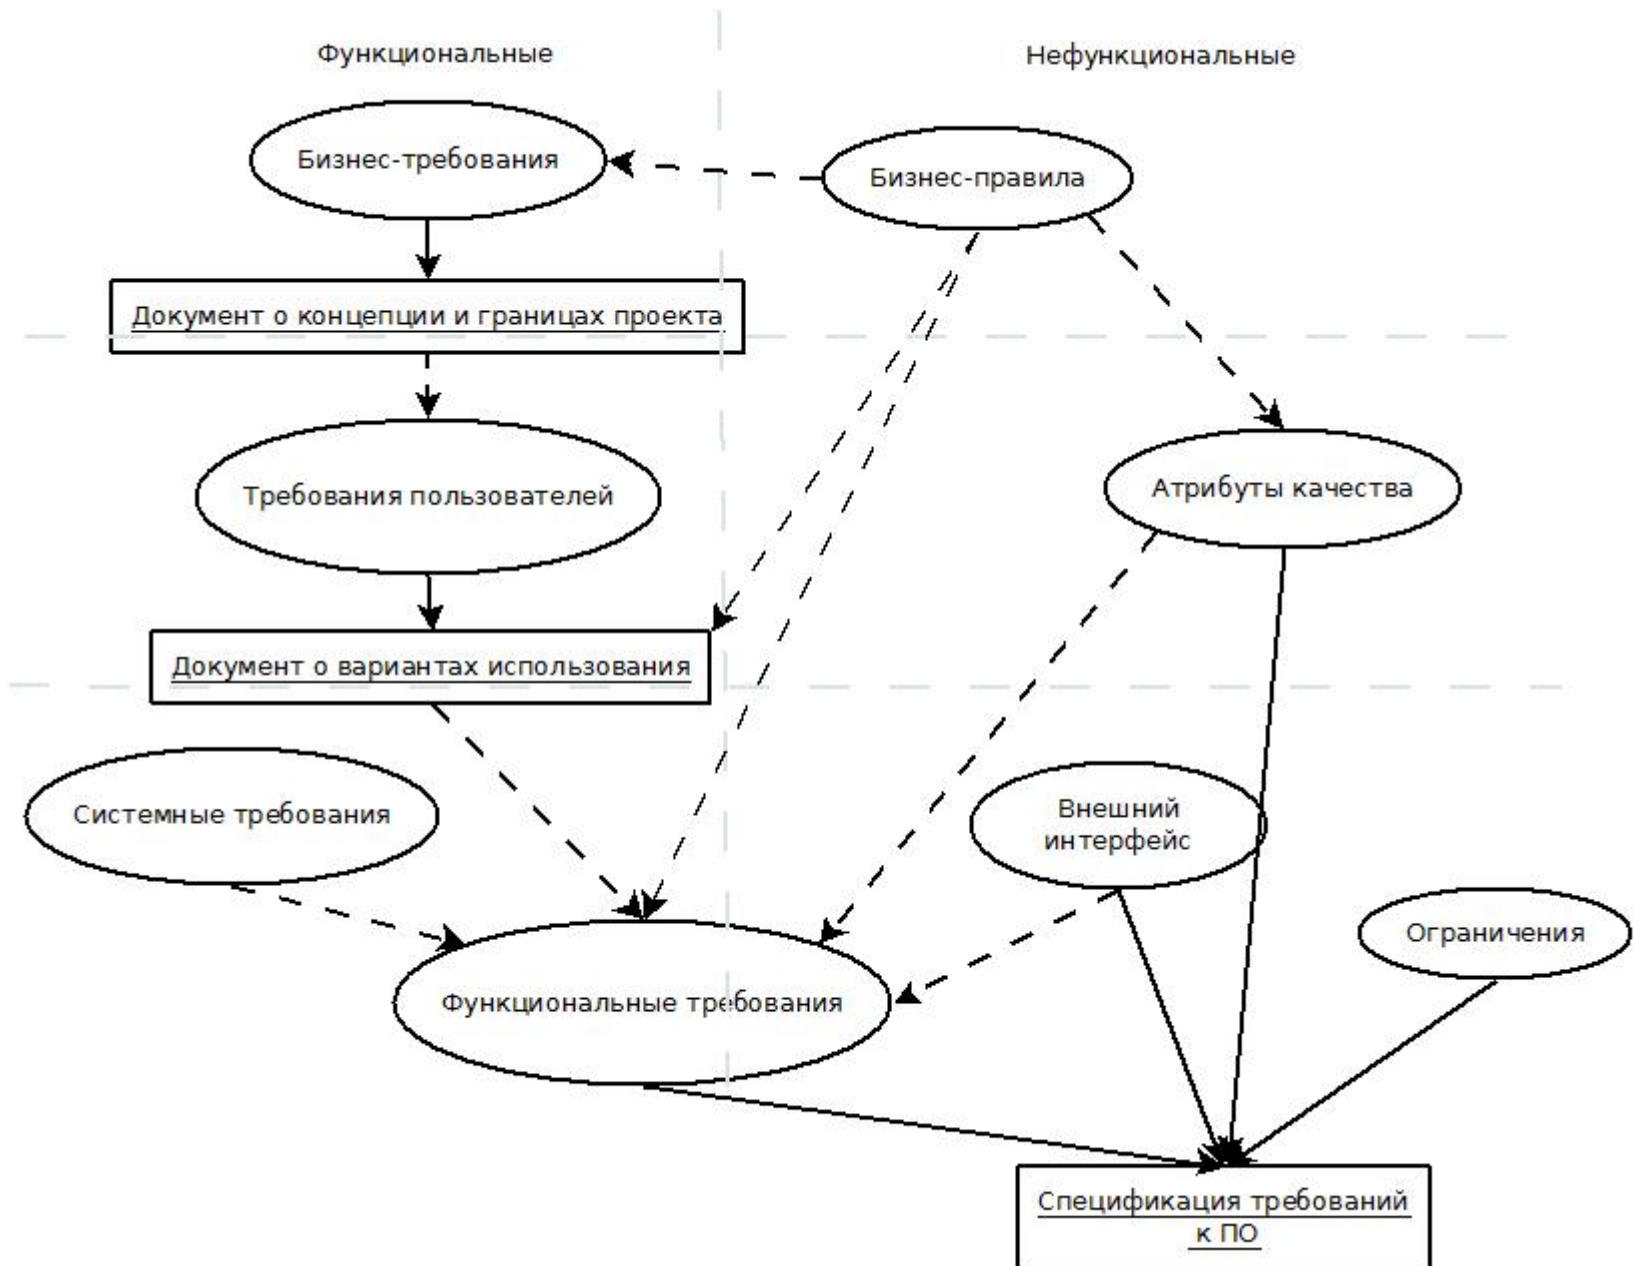 Функциональные
Нефункциональные
Бизнес-требования
Бизнес-правила
Документ о концепции и границах проекта
Требования пользователей
Атрибуты качества
Документ о вариантах использования
Системные требования
Внешний
интерфейс
Ограничения
Функциональные требования
Спецификация требований
к ПО